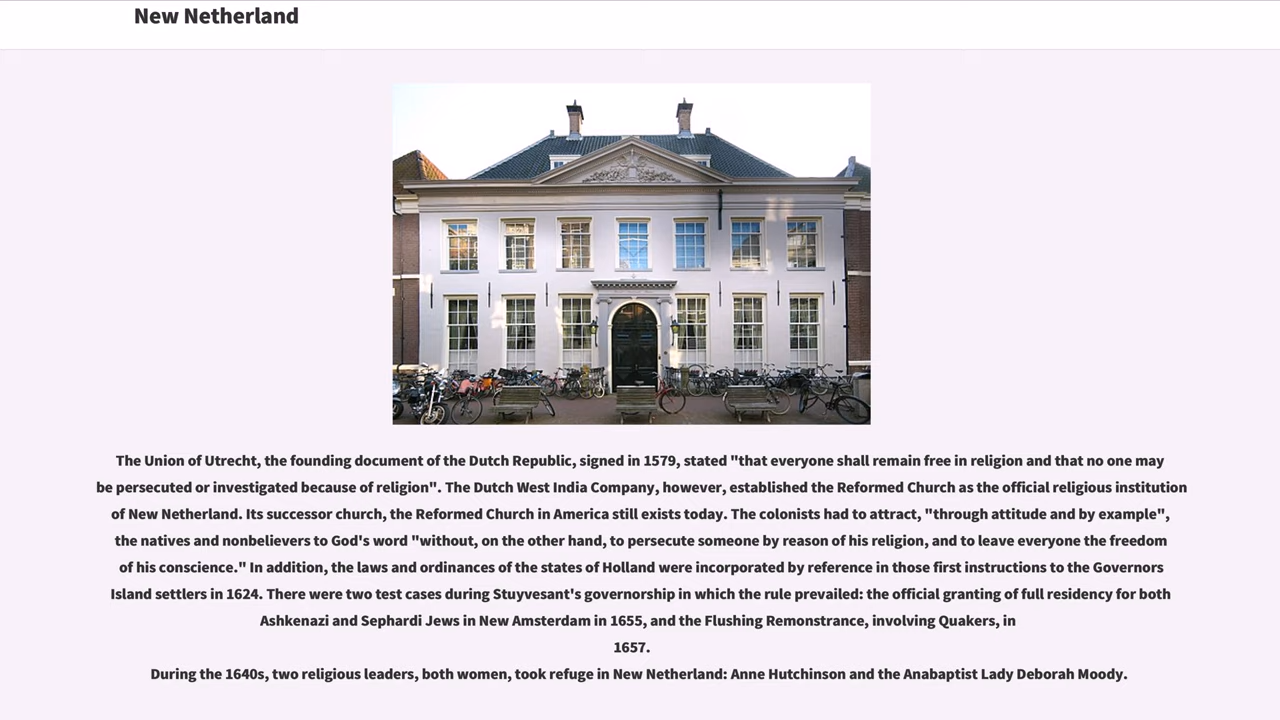 New Netherland
The Union of Utrecht, the founding document of the Dutch Republic, signed in 1579, stated "that everyone shall remain free in religion and that no one may
be persecuted or investigated because of religion". The Dutch West India Company, however, established the Reformed Church as the official religious institution
of New Netherland. Its successor church, the Reformed Church in America still exists today. The colonists had to attract, "through attitude and by example",
the natives and nonbelievers to God's word "without, on the other hand, to persecute someone by reason of his religion, and to leave everyone the freedom
of his conscience." In addition, the laws and ordinances of the states of Holland were incorporated by reference in those first instructions to the Governors
Island settlers in 1624. There were two test cases during Stuyvesant's governorship in which the rule prevailed: the official granting of full residency for both
Ashkenazi and Sephardi Jews in New Amsterdam in 1655, and the Flushing Remonstrance, involving Quakers, in
1657.
During the 1640s, two religious leaders, both women, took refuge in New Netherland: Anne Hutchinson and the Anabaptist Lady Deborah Moody.